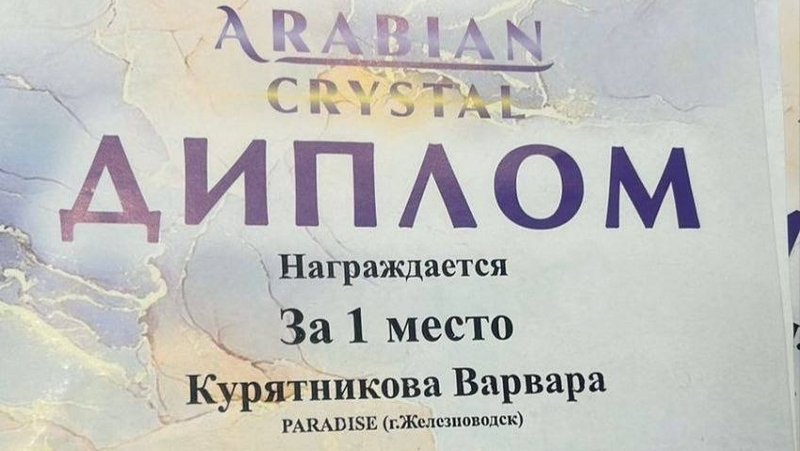 ARABIAN
CRYSTAL
ДИПЛОМ
Награждается
За 1 место
Курятникова Варвара
PARADISE (г.Железноводск)